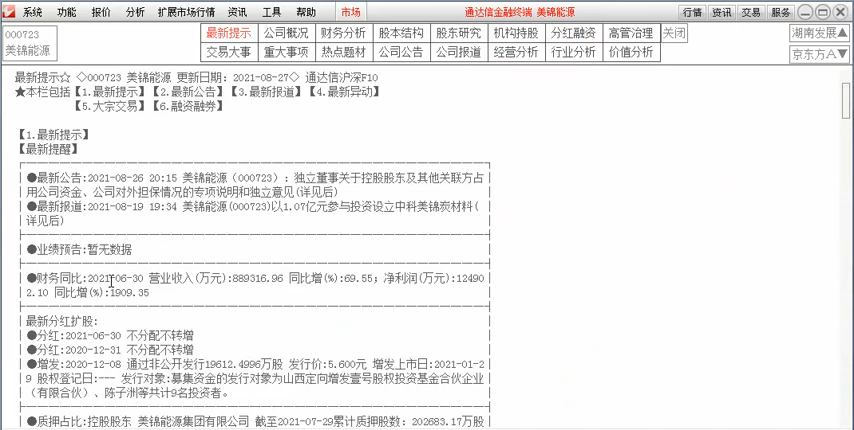 系统 功能 报价 分析 扩展市场行情 资讯 工具 帮助 市场 通达信金融终端 美锦能源 行情 资讯 交易 服务
000723
美锦能源
最新提示 公司概况 财务分析 股本结构 股东研究 机构持股 分红融资 高管治理 关闭
交易大事 重大事项 热点题材 公司公告 公司报道 经营分析 行业分析 价值分析
湖南发展▲
京东方A▼
最新提示☆ ◇000723 美锦能源 更新日期：2021-08-27◇ 通达信沪深F10
★本栏包括【1.最新提示】【2.最新公告】【3.最新报道】【4.最新异动】
【5.大宗交易】【6.融资融券】
【1.最新提示】
【最新提醒】
●最新公告:2021-08-26 20:15 美锦能源（000723）：独立董事关于控股股东及其他关联方占
用公司资金、公司对外担保情况的专项说明和独立意见(详见后)
●最新报道:2021-08-19 19:34 美锦能源(000723)以1.07亿元参与投资设立中科美锦炭材料(
详见后)
●业绩预告:暂无数据
●财务同比:2021-06-30 营业收入(万元):889316.96 同比增(%):69.55；净利润(万元):12490
2.10 同比增(%):1909.35
最新分红扩股:
●分红:2021-06-30 不分配不转增
●分红:2020-12-31 不分配不转增
●增发:2020-12-08 通过非公开发行19612.4996万股 发行价:5.600元 增发上市日:2021-01-2
9 股权登记日:--- 发行对象:募集资金的发行对象为山西定向增发壹号股权投资基金合伙企业
（有限合伙）、陈子洲等共计9名投资者。
●质押占比:控股股东 美锦能源集团有限公司 截至2021-07-29累计质押股数: 202683.17万股